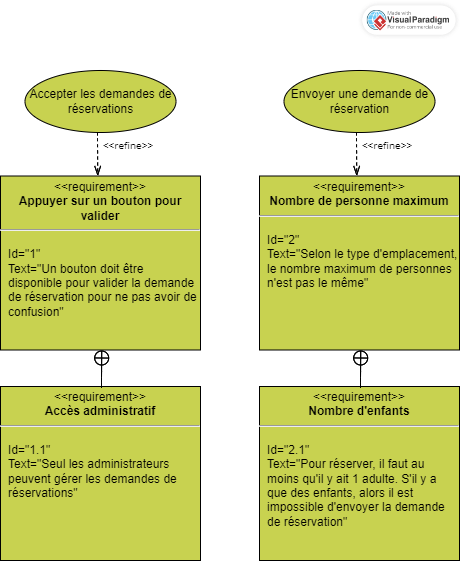 Made with
VisualParadigm
For non-commercial use
Accepter les demandes de
réservations
<<refine>>
<<requirement>>
Appuyer sur un bouton pour
valider
Id="1"
Text="Un bouton doit être
disponible pour valider la demande
de réservation pour ne pas avoir de
confusion"
<<requirement>>
Accès administratif
Id="1.1"
Text="Seul les administrateurs
peuvent gérer les demandes de
réservations"
Envoyer une demande de
réservation
<<refine>>
<<requirement>>
Nombre de personne maximum
Id="2"
Text="Selon le type d'emplacement,
le nombre maximum de personnes
n'est pas le même"
<<requirement>>
Nombre d'enfants
Id="2.1"
Text="Pour réserver, il faut au
moins qu'il y ait 1 adulte. S'il y a
que des enfants, alors il est
impossible d'envoyer la demande
de réservation"